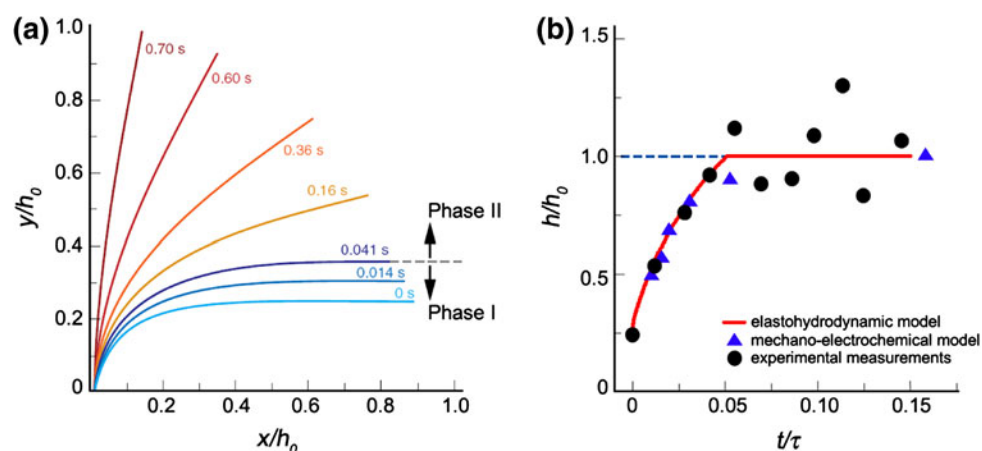 (a)
1.0
0.8
0.6
0.4
0.2
0
y/h₀
0.70 s
0.60 s
0.36 s
0.16 s
0.041 s
0.014 s
0 s
Phase II
Phase I
0.2
0.4
0.6
0.8
1.0
x/h₀
(b)
1.5
1.0
0.5
0
h/h₀
elastohydrodynamic model
mechano-electrochemical model
experimental measurements
0
0.05
0.10
0.15
t/τ